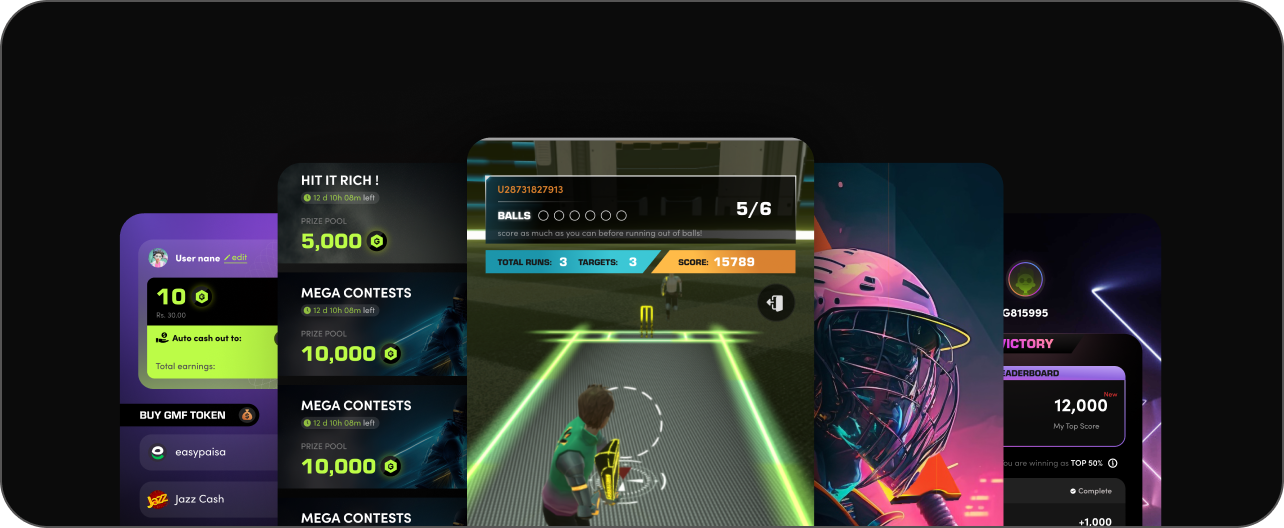 User nane edit
10
Rs. 30.00
Auto cash out to:
Total earnings:
BUY GMF TOKEN
easypaisa
Jazz Cash
HIT IT RICH !
12 d 10h 08m left
PRIZE POOL
5,000
MEGA CONTESTS
12 d 10h 08m left
PRIZE POOL
10,000
MEGA CONTESTS
12 d 10h 08m left
PRIZE POOL
10,000
MEGA CONTESTS
U28731827913
BALLS 5/6
score as much as you can before running out of balls!
TOTAL RUNS: 3 TARGETS: 3 SCORE: 15789
G815995
VICTORY
EADERBOARD
New
12,000
My Top Score
ou are winning as TOP 50%
Complete
+1,000